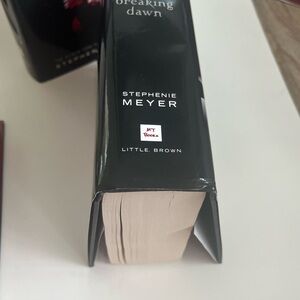 breaking
dawn
STEPHENIE
MEYER
LITTLE, BROWN